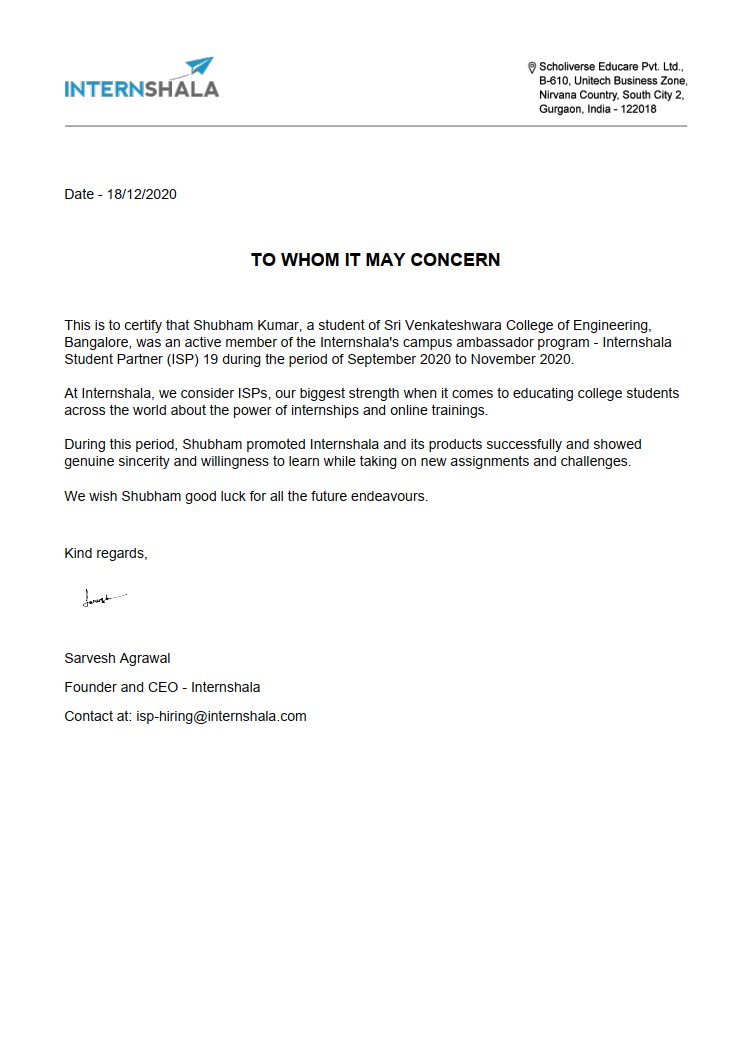 INTERNSHALA
Scholiverse Educare Pvt. Ltd.,
B-610, Unitech Business Zone,
Nirvana Country, South City 2,
Gurgaon, India - 122018
Date - 18/12/2020
TO WHOM IT MAY CONCERN
This is to certify that Shubham Kumar, a student of Sri Venkateshwara College of Engineering,
Bangalore, was an active member of the Internshala's campus ambassador program - Internshala
Student Partner (ISP) 19 during the period of September 2020 to November 2020.
At Internshala, we consider ISPs, our biggest strength when it comes to educating college students
across the world about the power of internships and online trainings.
During this period, Shubham promoted Internshala and its products successfully and showed
genuine sincerity and willingness to learn while taking on new assignments and challenges.
We wish Shubham good luck for all the future endeavours.
Kind regards,
Sarvesh Agrawal
Founder and CEO - Internshala
Contact at: isp-hiring@internshala.com